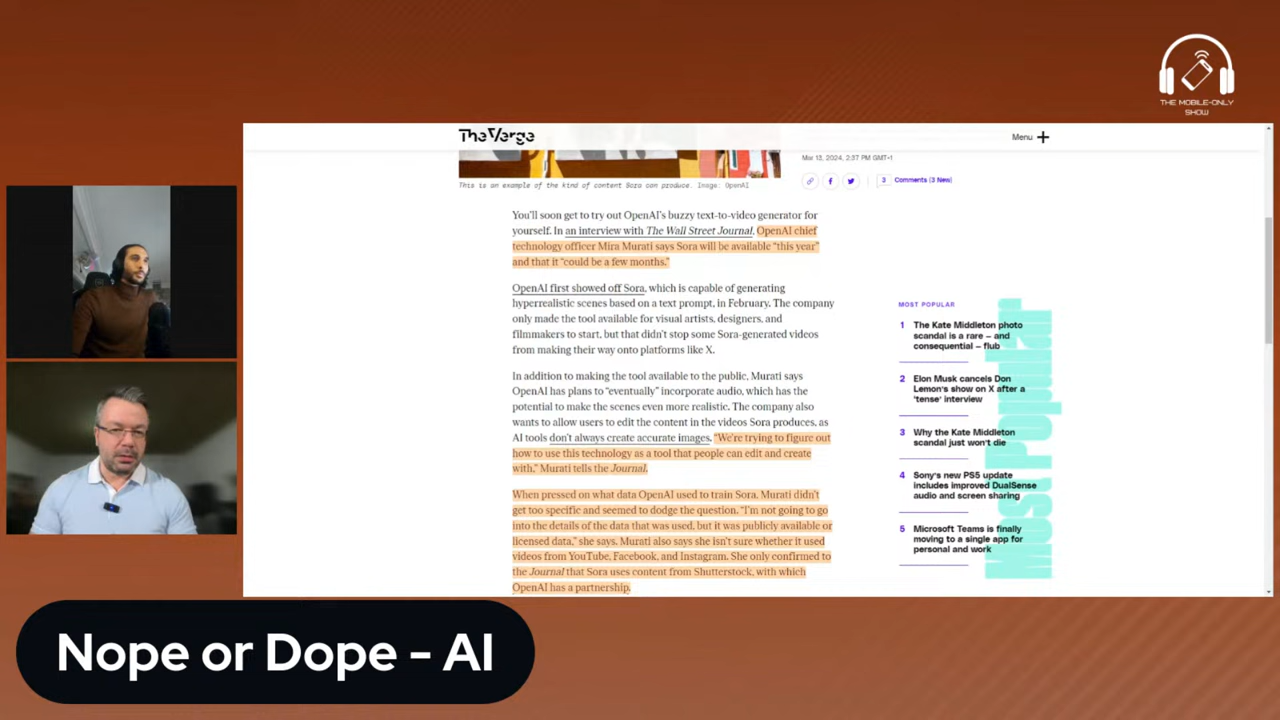 THE MOBILE-ONLY
SHOW
TheVerge
Menu
Mar 13, 2024, 2:37 PM GMT+1
This is an example of the kind of content Sora can produce. Image: OpenAI
3 Comments (3 New)
You'll soon get to try out OpenAI's buzzy text-to-video generator for
yourself. In an interview with The Wall Street Journal, OpenAI chief
technology officer Mira Murati says Sora will be available “this year”
and that it “could be a few months.”
OpenAI first showed off Sora, which is capable of generating
hyperrealistic scenes based on a text prompt, in February. The company
only made the tool available for visual artists, designers, and
filmmakers to start, but that didn't stop some Sora-generated videos
from making their way onto platforms like X.
In addition to making the tool available to the public, Murati says
OpenAI has plans to “eventually” incorporate audio, which has the
potential to make the scenes even more realistic. The company also
wants to allow users to edit the content in the videos Sora produces, as
AI tools don't always create accurate images. “We're trying to figure out
how to use this technology as a tool that people can edit and create
with,” Murati tells the Journal.
When pressed on what data OpenAI used to train Sora, Murati didn't
get too specific and seemed to dodge the question. “I'm not going to go
into the details of the data that was used, but it was publicly available or
licensed data,” she says. Murati also says she isn't sure whether it used
videos from YouTube, Facebook, and Instagram. She only confirmed to
the Journal that Sora uses content from Shutterstock, with which
OpenAI has a partnership.
MOST POPULAR
Most Popular
1 The Kate Middleton photo
scandal is a rare — and
consequential — flub
2 Elon Musk cancels Don
Lemon's show on X after a
‘tense’ interview
3 Why the Kate Middleton
scandal just won't die
4 Sony's new PS5 update
includes improved DualSense
audio and screen sharing
5 Microsoft Teams is finally
moving to a single app for
personal and work
Nope or Dope - AI